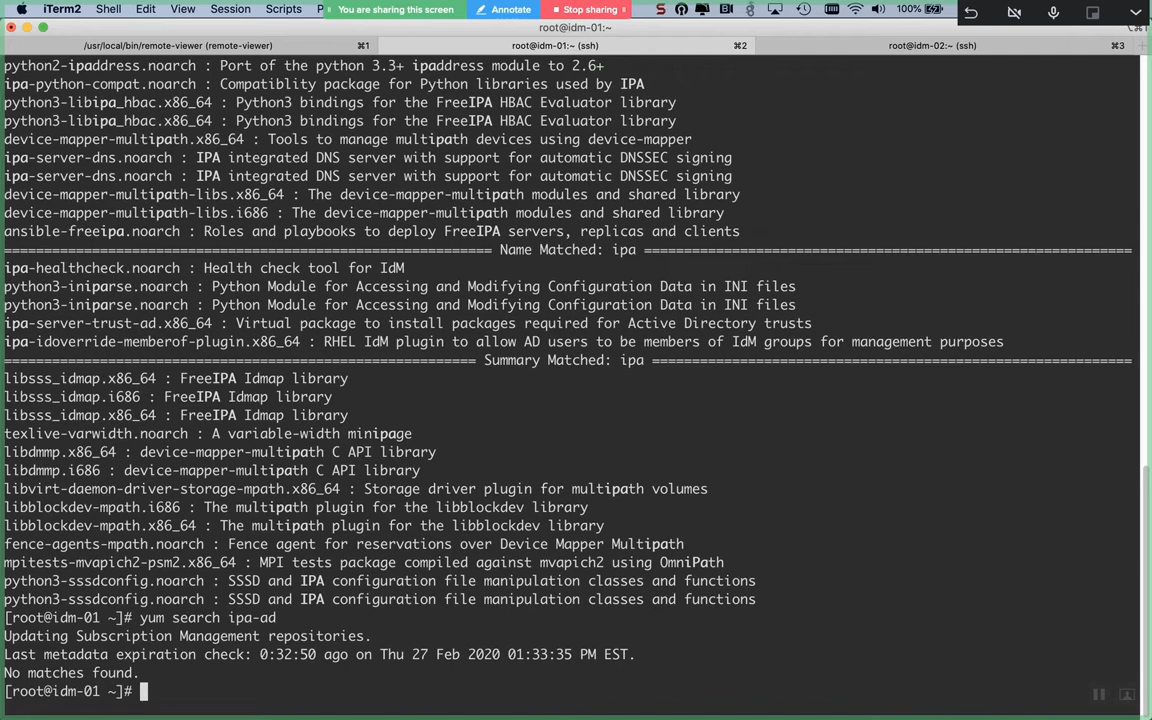 iTerm2 Shell Edit View Session Scripts P You are sharing this screen Annotate Stop sharing 100%
root@idm-01:~ (ssh)
/usr/local/bin/remote-viewer (remote-viewer) ⌘1 root@idm-01:~ (ssh) ⌘2 root@idm-02:~ (ssh) ⌘3
python2-ipaddress.noarch : Port of the python 3.3+ ipaddress module to 2.6+
ipa-python-compat.noarch : Compatiblity package for Python libraries used by IPA
python3-libipa_hbac.x86_64 : Python3 bindings for the FreeIPA HBAC Evaluator library
python3-libipa_hbac.x86_64 : Python3 bindings for the FreeIPA HBAC Evaluator library
device-mapper-multipath.x86_64 : Tools to manage multipath devices using device-mapper
ipa-server-dns.noarch : IPA integrated DNS server with support for automatic DNSSEC signing
ipa-server-dns.noarch : IPA integrated DNS server with support for automatic DNSSEC signing
device-mapper-multipath-libs.x86_64 : The device-mapper-multipath modules and shared library
device-mapper-multipath-libs.i686 : The device-mapper-multipath modules and shared library
ansible-freeipa.noarch : Roles and playbooks to deploy FreeIPA servers, replicas and clients
============================================================== Name Matched: ipa ==============================================================
ipa-healthcheck.noarch : Health check tool for IdM
python3-iniparse.noarch : Python Module for Accessing and Modifying Configuration Data in INI files
python3-iniparse.noarch : Python Module for Accessing and Modifying Configuration Data in INI files
ipa-server-trust-ad.x86_64 : Virtual package to install packages required for Active Directory trusts
ipa-idoverride-memberof-plugin.x86_64 : RHEL IdM plugin to allow AD users to be members of IdM groups for management purposes
============================================================ Summary Matched: ipa =============================================================
libsss_idmap.x86_64 : FreeIPA Idmap library
libsss_idmap.i686 : FreeIPA Idmap library
libsss_idmap.x86_64 : FreeIPA Idmap library
texlive-varwidth.noarch : A variable-width minipage
libdmmp.x86_64 : device-mapper-multipath C API library
libdmmp.i686 : device-mapper-multipath C API library
libvirt-daemon-driver-storage-mpath.x86_64 : Storage driver plugin for multipath volumes
libblockdev-mpath.i686 : The multipath plugin for the libblockdev library
libblockdev-mpath.x86_64 : The multipath plugin for the libblockdev library
fence-agents-mpath.noarch : Fence agent for reservations over Device Mapper Multipath
mpitests-mvapich2-psm2.x86_64 : MPI tests package compiled against mvapich2 using OmniPath
python3-sssdconfig.noarch : SSSD and IPA configuration file manipulation classes and functions
python3-sssdconfig.noarch : SSSD and IPA configuration file manipulation classes and functions
[root@idm-01 ~]# yum search ipa-ad
Updating Subscription Management repositories.
Last metadata expiration check: 0:32:50 ago on Thu 27 Feb 2020 01:33:35 PM EST.
No matches found.
[root@idm-01 ~]#